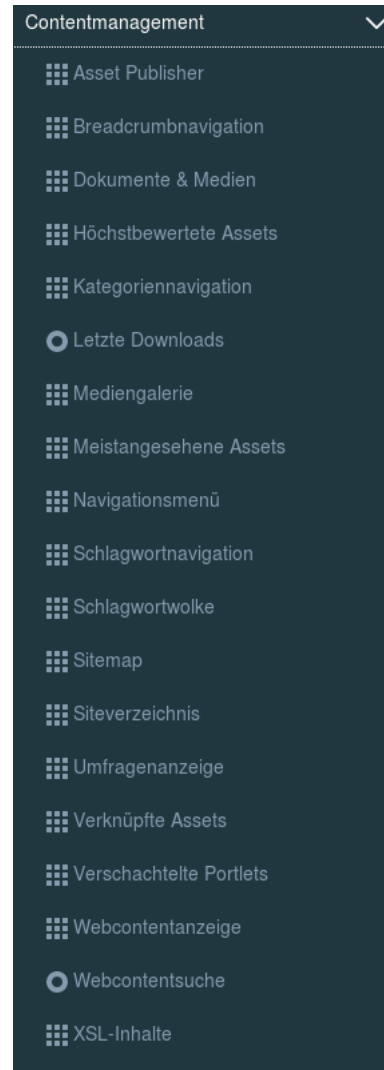 Contentmanagement
Asset Publisher
Breadcrumbnavigation
Dokumente & Medien
Höchstbewertete Assets
Kategoriennavigation
Letzte Downloads
Mediengalerie
Meistangesehene Assets
Navigationsmenü
Schlagwortnavigation
Schlagwortwolke
Sitemap
Siteverzeichnis
Umfragenanzeige
Verknüpfte Assets
Verschachtelte Portlets
Webcontentanzeige
Webcontentsuche
XSL-Inhalte